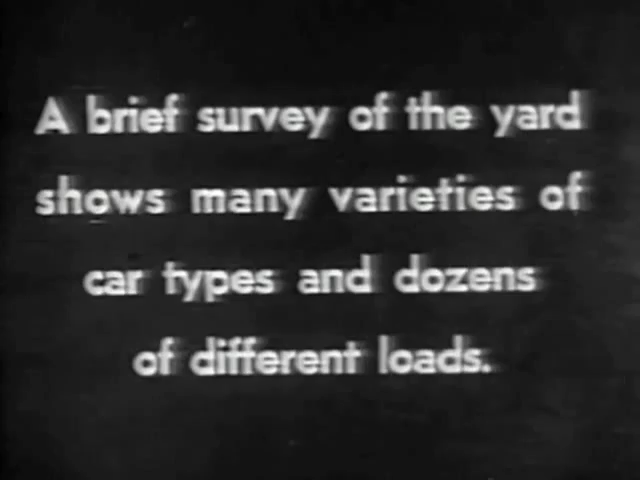 A brief survey of the yard
shows many varieties of
car types and dozens
of different loads.